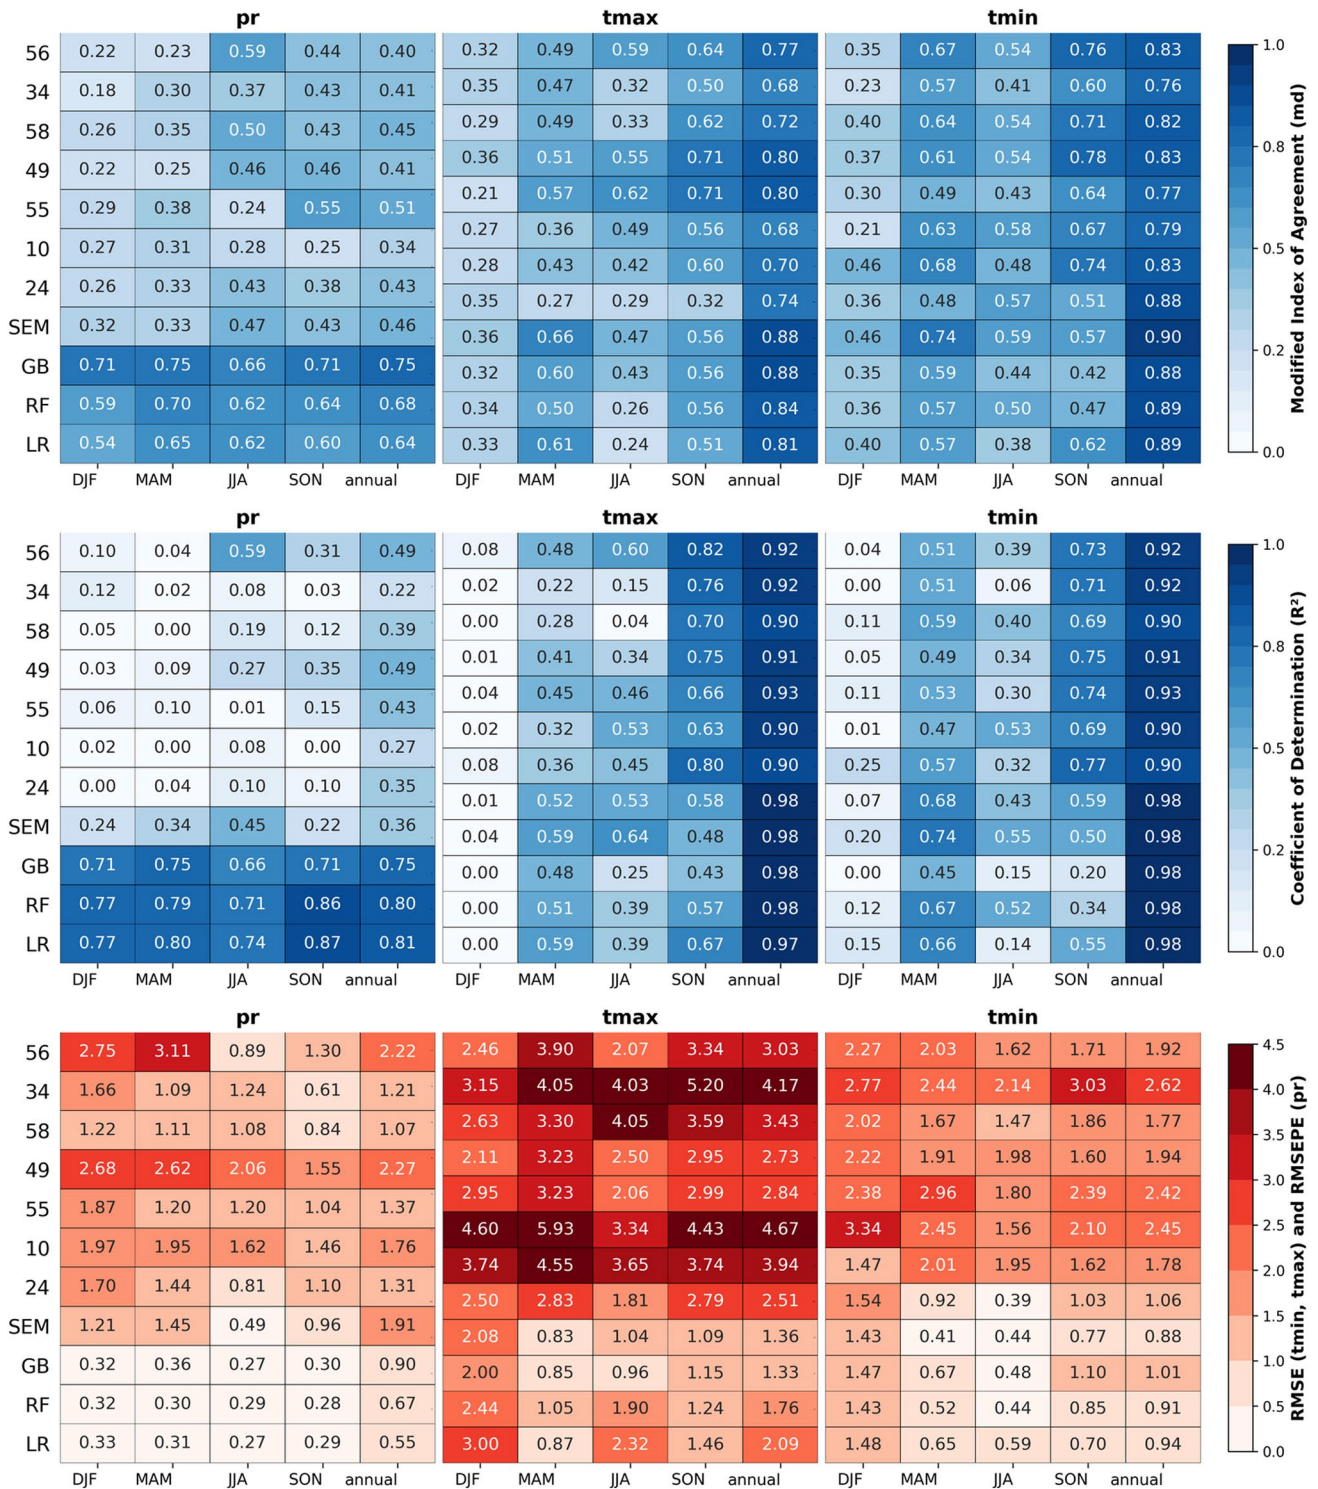 pr
56 0.22 0.23 0.59 0.44 0.40
34 0.18 0.30 0.37 0.43 0.41
58 0.26 0.35 0.50 0.43 0.45
49 0.22 0.25 0.46 0.46 0.41
55 0.29 0.38 0.24 0.55 0.51
10 0.27 0.31 0.28 0.25 0.34
24 0.26 0.33 0.43 0.38 0.43
SEM 0.32 0.33 0.47 0.43 0.46
GB 0.71 0.75 0.66 0.71 0.75
RF 0.59 0.70 0.62 0.64 0.68
LR 0.54 0.65 0.62 0.60 0.64
DJF MAM JJA SON annual
tmax
0.32 0.49 0.59 0.64 0.77
0.35 0.47 0.32 0.50 0.68
0.29 0.49 0.33 0.62 0.72
0.36 0.51 0.55 0.71 0.80
0.21 0.57 0.62 0.71 0.80
0.27 0.36 0.49 0.56 0.68
0.28 0.43 0.42 0.60 0.70
0.35 0.27 0.29 0.32 0.74
0.36 0.66 0.47 0.56 0.88
0.32 0.60 0.43 0.56 0.88
0.34 0.50 0.26 0.56 0.84
0.33 0.61 0.24 0.51 0.81
DJF MAM JJA SON annual
tmin
0.35 0.67 0.54 0.76 0.83
0.23 0.57 0.41 0.60 0.76
0.40 0.64 0.54 0.71 0.82
0.37 0.61 0.54 0.78 0.83
0.30 0.49 0.43 0.64 0.77
0.21 0.63 0.58 0.67 0.79
0.46 0.68 0.48 0.74 0.83
0.36 0.48 0.57 0.51 0.88
0.46 0.74 0.59 0.57 0.90
0.35 0.59 0.44 0.42 0.88
0.36 0.57 0.50 0.47 0.89
0.40 0.57 0.38 0.62 0.89
DJF MAM JJA SON annual
1.0
0.8
0.5
0.2
0.0
Modified Index of Agreement (md)
pr
56 0.10 0.04 0.59 0.31 0.49
34 0.12 0.02 0.08 0.03 0.22
58 0.05 0.00 0.19 0.12 0.39
49 0.03 0.09 0.27 0.35 0.49
55 0.06 0.10 0.01 0.15 0.43
10 0.02 0.00 0.08 0.00 0.27
24 0.00 0.04 0.10 0.10 0.35
SEM 0.24 0.34 0.45 0.22 0.36
GB 0.71 0.75 0.66 0.71 0.75
RF 0.77 0.79 0.71 0.86 0.80
LR 0.77 0.80 0.74 0.87 0.81
DJF MAM JJA SON annual
tmax
0.08 0.48 0.60 0.82 0.92
0.02 0.22 0.15 0.76 0.92
0.00 0.28 0.04 0.70 0.90
0.01 0.41 0.34 0.75 0.91
0.04 0.45 0.46 0.66 0.93
0.02 0.32 0.53 0.63 0.90
0.08 0.36 0.45 0.80 0.90
0.01 0.52 0.53 0.58 0.98
0.04 0.59 0.64 0.48 0.98
0.00 0.48 0.25 0.43 0.98
0.00 0.51 0.39 0.57 0.98
0.00 0.59 0.39 0.67 0.97
DJF MAM JJA SON annual
tmin
0.04 0.51 0.39 0.73 0.92
0.00 0.51 0.06 0.71 0.92
0.11 0.59 0.40 0.69 0.90
0.05 0.49 0.34 0.75 0.91
0.11 0.53 0.30 0.74 0.93
0.01 0.47 0.53 0.69 0.90
0.25 0.57 0.32 0.77 0.90
0.07 0.68 0.43 0.59 0.98
0.20 0.74 0.55 0.50 0.98
0.00 0.45 0.15 0.20 0.98
0.12 0.67 0.52 0.34 0.98
0.15 0.66 0.14 0.55 0.98
DJF MAM JJA SON annual
1.0
0.8
0.5
0.2
0.0
Coefficient of Determination (R²)
pr
56 2.75 3.11 0.89 1.30 2.22
34 1.66 1.09 1.24 0.61 1.21
58 1.22 1.11 1.08 0.84 1.07
49 2.68 2.62 2.06 1.55 2.27
55 1.87 1.20 1.20 1.04 1.37
10 1.97 1.95 1.62 1.46 1.76
24 1.70 1.44 0.81 1.10 1.31
SEM 1.21 1.45 0.49 0.96 1.91
GB 0.32 0.36 0.27 0.30 0.90
RF 0.32 0.30 0.29 0.28 0.67
LR 0.33 0.31 0.27 0.29 0.55
DJF MAM JJA SON annual
tmax
2.46 3.90 2.07 3.34 3.03
3.15 4.05 4.03 5.20 4.17
2.63 3.30 4.05 3.59 3.43
2.11 3.23 2.50 2.95 2.73
2.95 3.23 2.06 2.99 2.84
4.60 5.93 3.34 4.43 4.67
3.74 4.55 3.65 3.74 3.94
2.50 2.83 1.81 2.79 2.51
2.08 0.83 1.04 1.09 1.36
2.00 0.85 0.96 1.15 1.33
2.44 1.05 1.90 1.24 1.76
3.00 0.87 2.32 1.46 2.09
DJF MAM JJA SON annual
tmin
2.27 2.03 1.62 1.71 1.92
2.77 2.44 2.14 3.03 2.62
2.02 1.67 1.47 1.86 1.77
2.22 1.91 1.98 1.60 1.94
2.38 2.96 1.80 2.39 2.42
3.34 2.45 1.56 2.10 2.45
1.47 2.01 1.95 1.62 1.78
1.54 0.92 0.39 1.03 1.06
1.43 0.41 0.44 0.77 0.88
1.47 0.67 0.48 1.10 1.01
1.43 0.52 0.44 0.85 0.91
1.48 0.65 0.59 0.70 0.94
DJF MAM JJA SON annual
4.5
4.0
3.5
3.0
2.5
2.0
1.5
1.0
0.5
0.0
RMSE (tmin, tmax) and RMSEPE (pr)